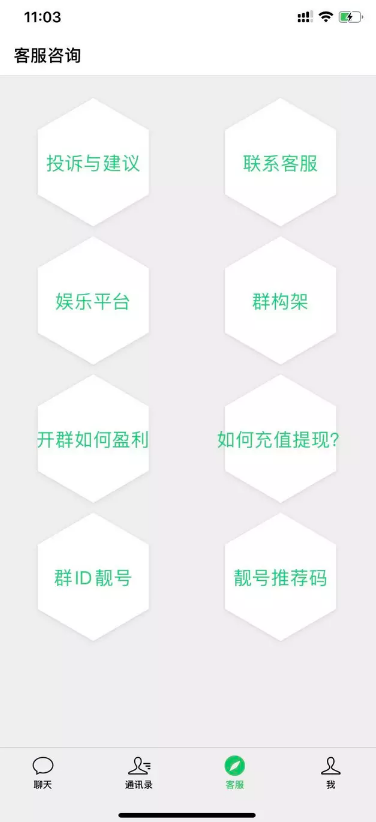 11:03
客服咨询
投诉与建议
联系客服
娱乐平台
群构架
开群如何盈利
如何充值提现?
群ID靓号
靓号推荐码
聊天
通讯录
客服
我